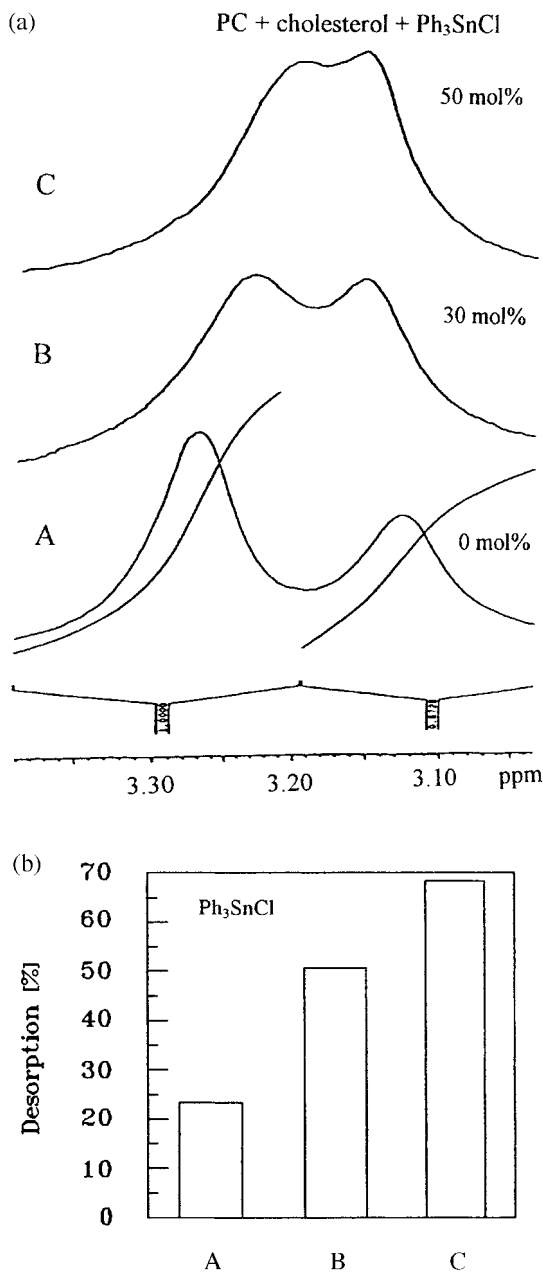 (a)
PC + cholesterol + Ph₃SnCl
50 mol%
C
30 mol%
B
A
0 mol%
3.30 3.20 3.10 ppm
(b)
70
60
50
40
30
20
10
0
Desorption [%]
Ph₃SnCl
A B C